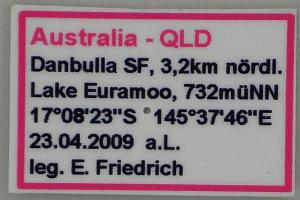 Australia - QLD
Danbulla SF, 3,2km nördl.
Lake Euramoo, 732müNN
17°08'23"S 145°37'46"E
23.04.2009 a.L.
leg. E. Friedrich